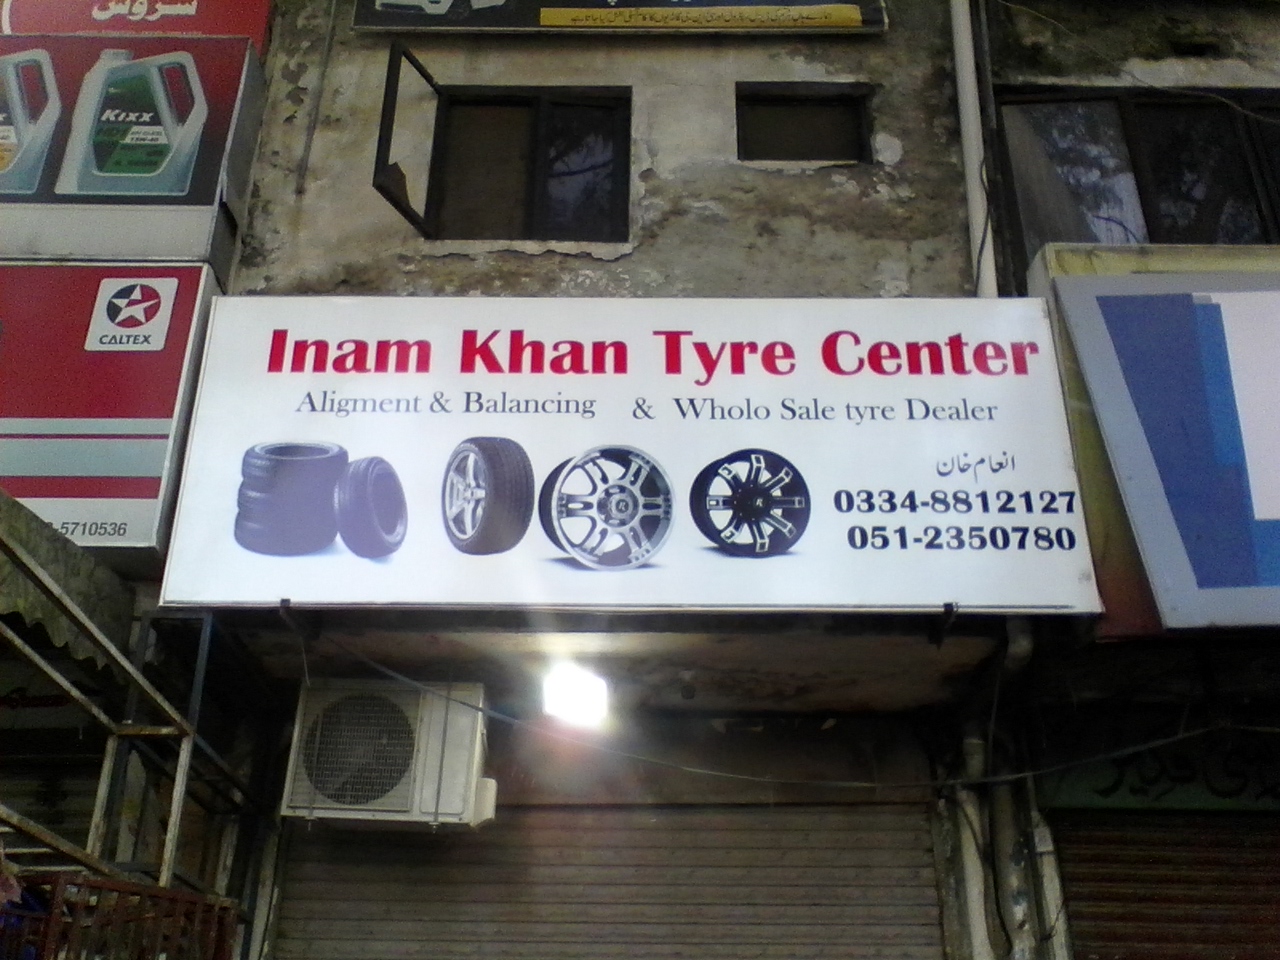 سروس
Kixx
CALTEX
-5710536
Inam Khan Tyre Center
Aligment & Balancing & Wholo Sale tyre Dealer
انعام خان
0334-8812127
051-2350780